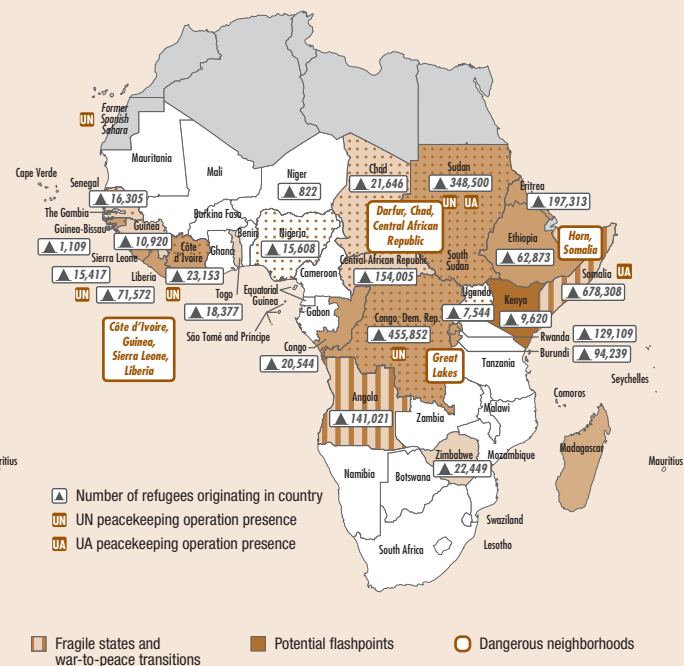 UN
Former
Spanish
Sahara
Mauritania
Mali
Niger
822
Chad
21,646
Sudan
348,500
UN UA
Eritrea
197,313
Cape Verde
Senegal
16,305
The Gambia
Guinea-Bissau
1,109
Guinea
10,920
Burkina Faso
Benin
Nigeria
15,608
Darfur, Chad,
Central African
Republic
Ethiopia
62,873
Horn,
Somalia
Sierra Leone
15,417
UN
Liberia
71,572
Côte
d'Ivoire
23,153
UN
Ghana
Togo
18,377
Cameroon
Central African Republic
154,005
South
Sudan
Somalia
UA
678,308
Equatorial
Guinea
Gabon
São Tomé and Príncipe
Congo
20,544
Congo, Dem. Rep.
455,852
UN
Uganda
7,544
Kenya
9,620
Rwanda
129,109
Burundi
94,239
Great
Lakes
Tanzania
Seychelles
Comoros
Côte d'Ivoire,
Guinea,
Sierra Leone,
Liberia
Angola
141,021
Zambia
Malawi
Mozambique
Madagascar
Mauritius
ritius
Zimbabwe
22,449
Namibia
Botswana
Swaziland
Lesotho
South Africa
Number of refugees originating in country
UN UN peacekeeping operation presence
UA UA peacekeeping operation presence
Fragile states and
war-to-peace transitions
Potential flashpoints
Dangerous neighborhoods